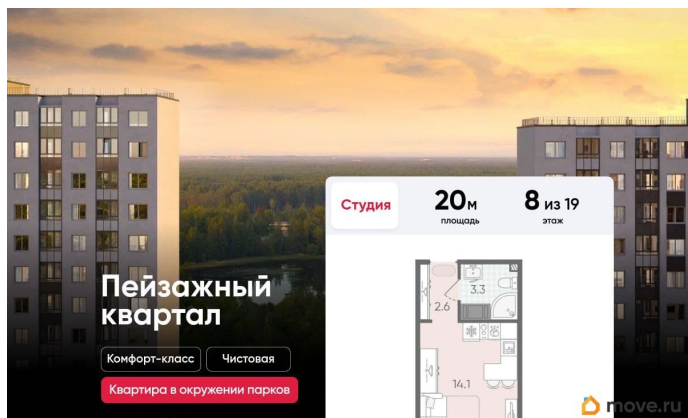 Студия
20м
площадь
8 из 19
этаж
Пейзажный
квартал
Комфорт-класс
Чистовая
Квартира в окружении парков
3.3
2.6
14.1
move.ru